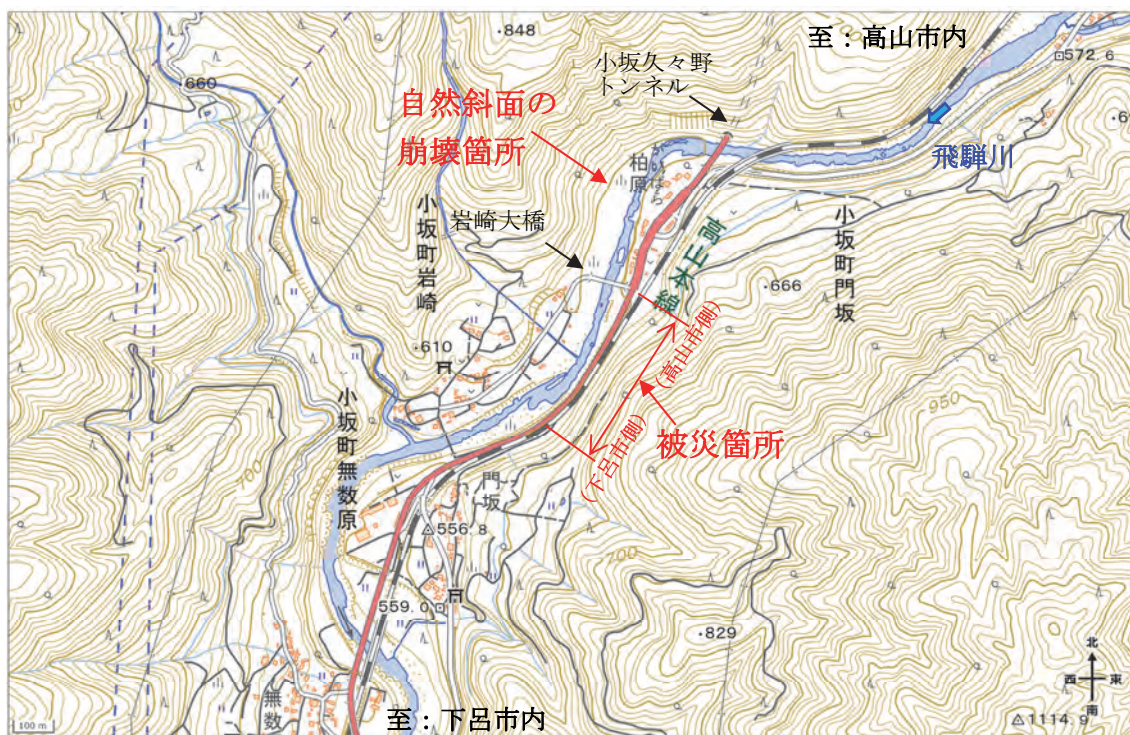 ・848
至：高山市内
572.6
小坂久々野
トンネル
660
自然斜面の
崩壊箇所
飛騨川
柏原
かいばら
岩崎大橋
小坂町岩崎
高山本線
小坂町門坂
・666
(高山市側)
・610
小坂町無数原
950
被災箇所
(下呂市側)
門坂
700
556.8
700
559.0
・829
北
西
東
南
無数
100 m
至：下呂市内
1114.9